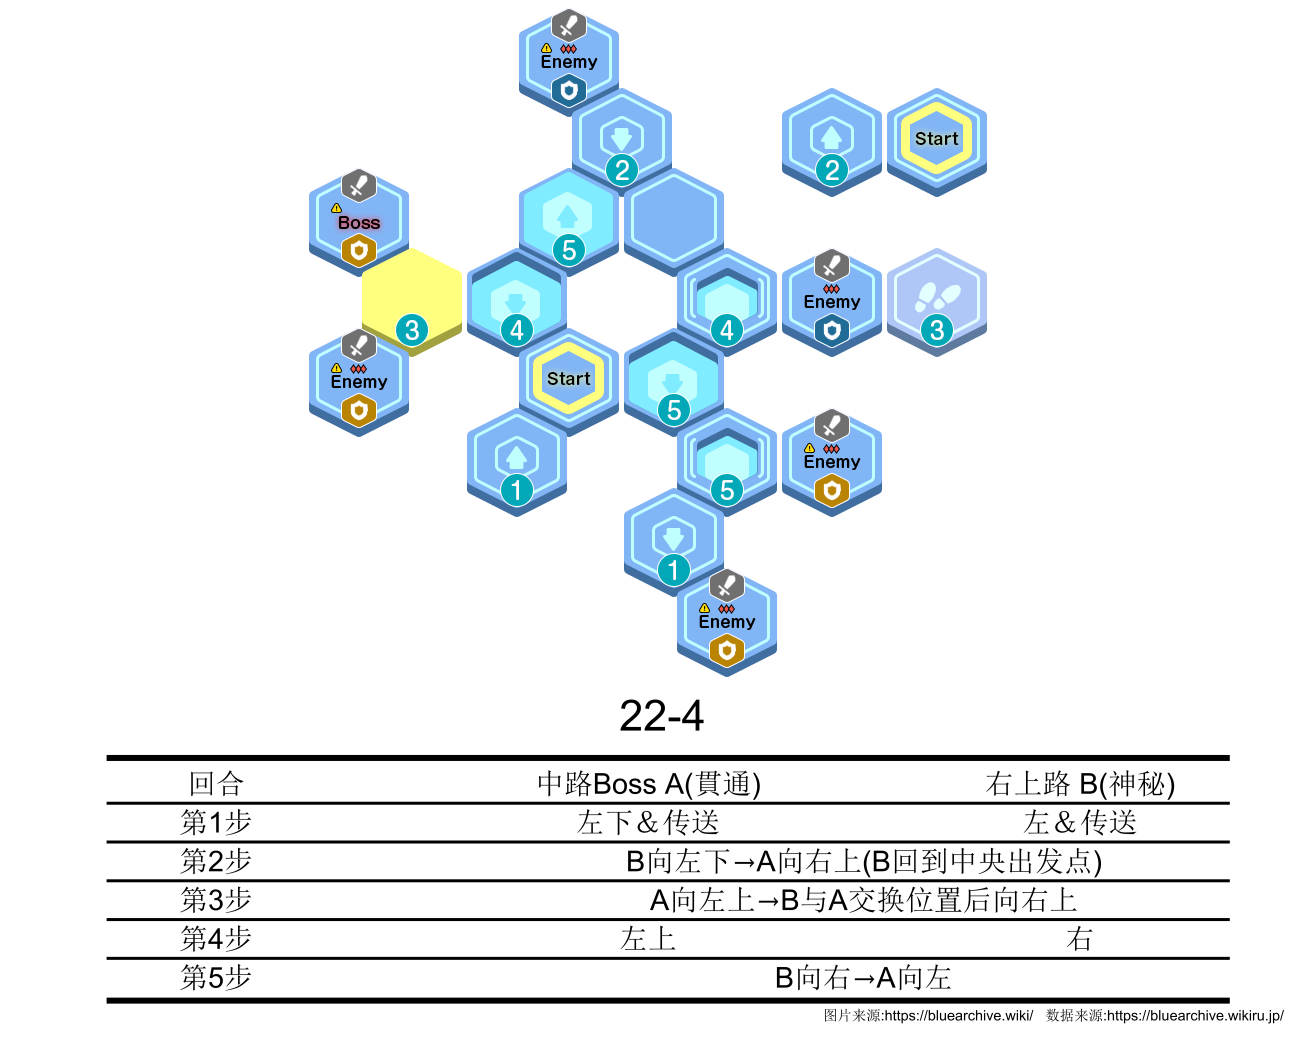 Enemy
2
2
Start
Boss
5
3
4
4
Enemy
3
Enemy
Start
5
1
5
Enemy
1
Enemy
22-4
回合 中路Boss A(貫通) 右上路 B(神秘)
第1步 左下＆传送 左＆传送
第2步 B向左下→A向右上(B回到中央出发点)
第3步 A向左上→B与A交换位置后向右上
第4步 左上 右
第5步 B向右→A向左
图片来源:https://bluearchive.wiki/ 数据来源:https://bluearchive.wikiru.jp/